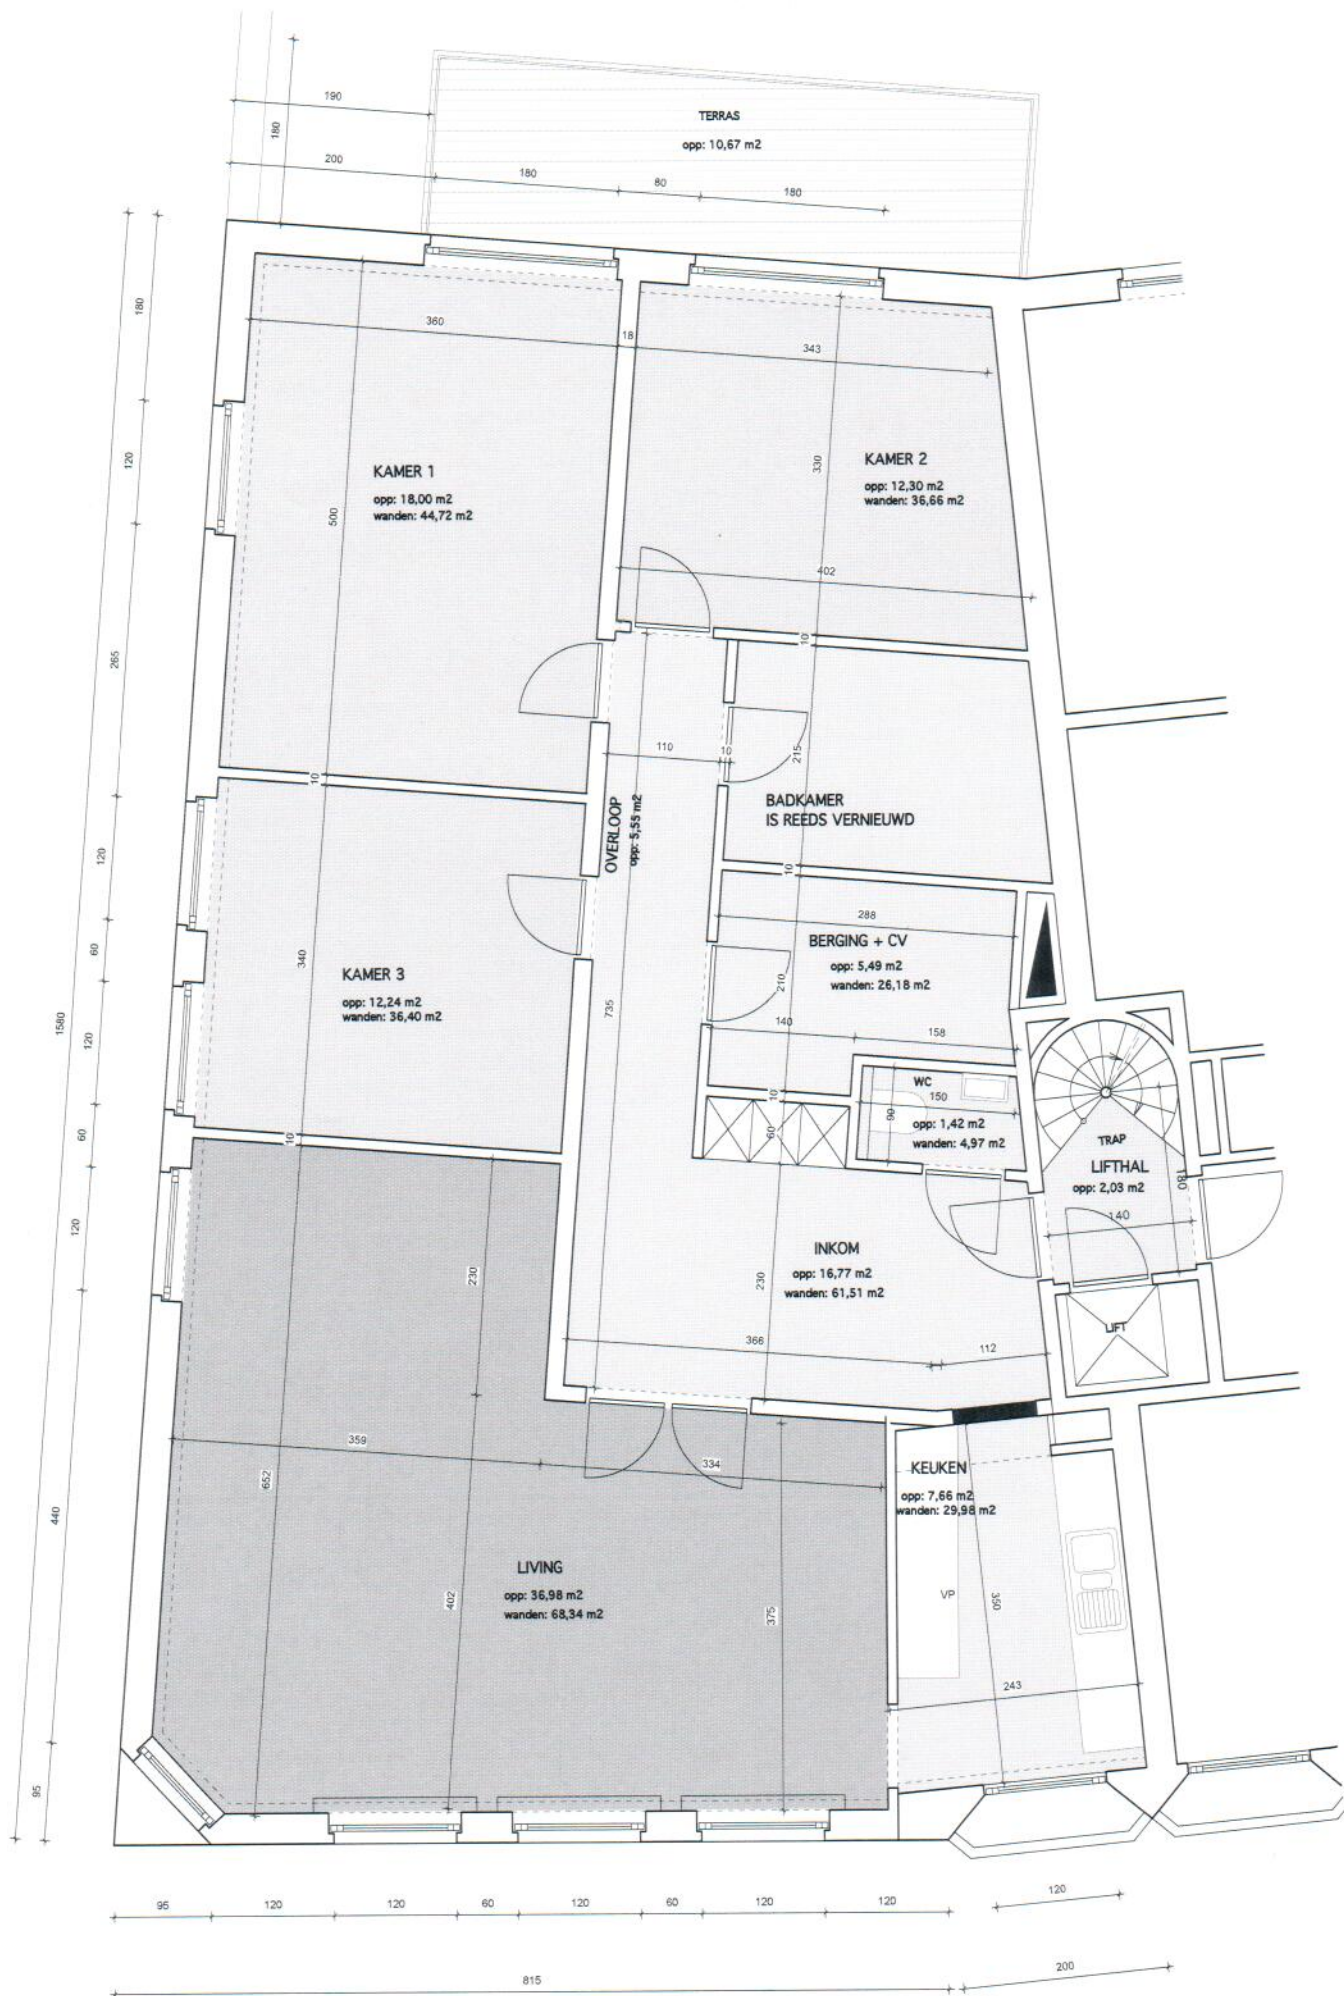 190
180
TERRAS
opp: 10,67 m2
200
180
80
180
180
360
18
343
120
KAMER 1
opp: 18,00 m2
wanden: 44,72 m2
500
330
KAMER 2
opp: 12,30 m2
wanden: 36,66 m2
402
10
265
110
10
215
10
OVERLOOP
opp: 5,55 m2
BADKAMER
IS REEDS VERNIEUWD
120
10
288
BERGING + CV
opp: 5,49 m2
wanden: 26,18 m2
60
340
KAMER 3
opp: 12,24 m2
wanden: 36,40 m2
210
735
140
158
1580
120
WC
150
90
opp: 1,42 m2
wanden: 4,97 m2
10
60
60
10
TRAP
LIFTHAL
opp: 2,03 m2
180
140
120
230
INKOM
opp: 16,77 m2
wanden: 61,51 m2
230
LIFT
366
112
359
334
652
KEUKEN
opp: 7,66 m2
wanden: 29,98 m2
440
LIVING
opp: 36,98 m2
wanden: 68,34 m2
402
375
VP
350
243
95
95
120
120
60
120
60
120
120
120
815
200